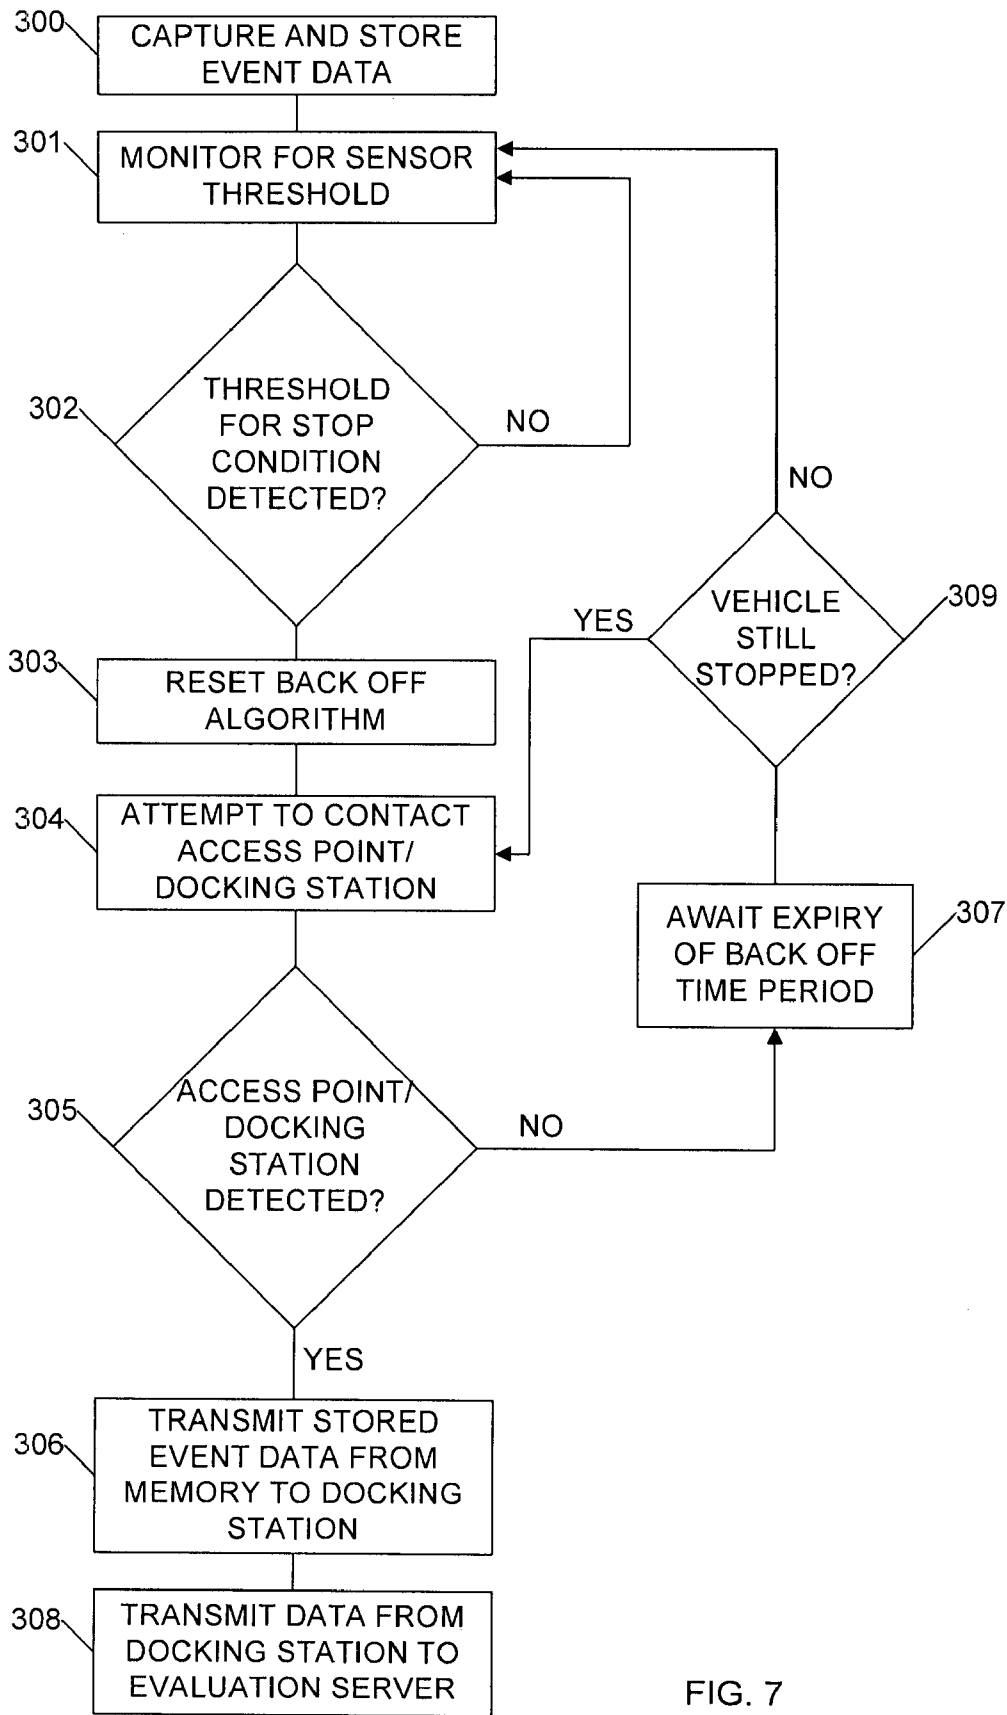 300
CAPTURE AND STORE
EVENT DATA
301
MONITOR FOR SENSOR
THRESHOLD
302
THRESHOLD
FOR STOP
CONDITION
DETECTED?
NO
NO
VEHICLE
STILL
STOPPED?
309
YES
303
RESET BACK OFF
ALGORITHM
304
ATTEMPT TO CONTACT
ACCESS POINT/
DOCKING STATION
AWAIT EXPIRY
OF BACK OFF
TIME PERIOD
307
305
ACCESS POINT/
DOCKING
STATION
DETECTED?
NO
YES
306
TRANSMIT STORED
EVENT DATA FROM
MEMORY TO DOCKING
STATION
308
TRANSMIT DATA FROM
DOCKING STATION TO
EVALUATION SERVER
FIG. 7